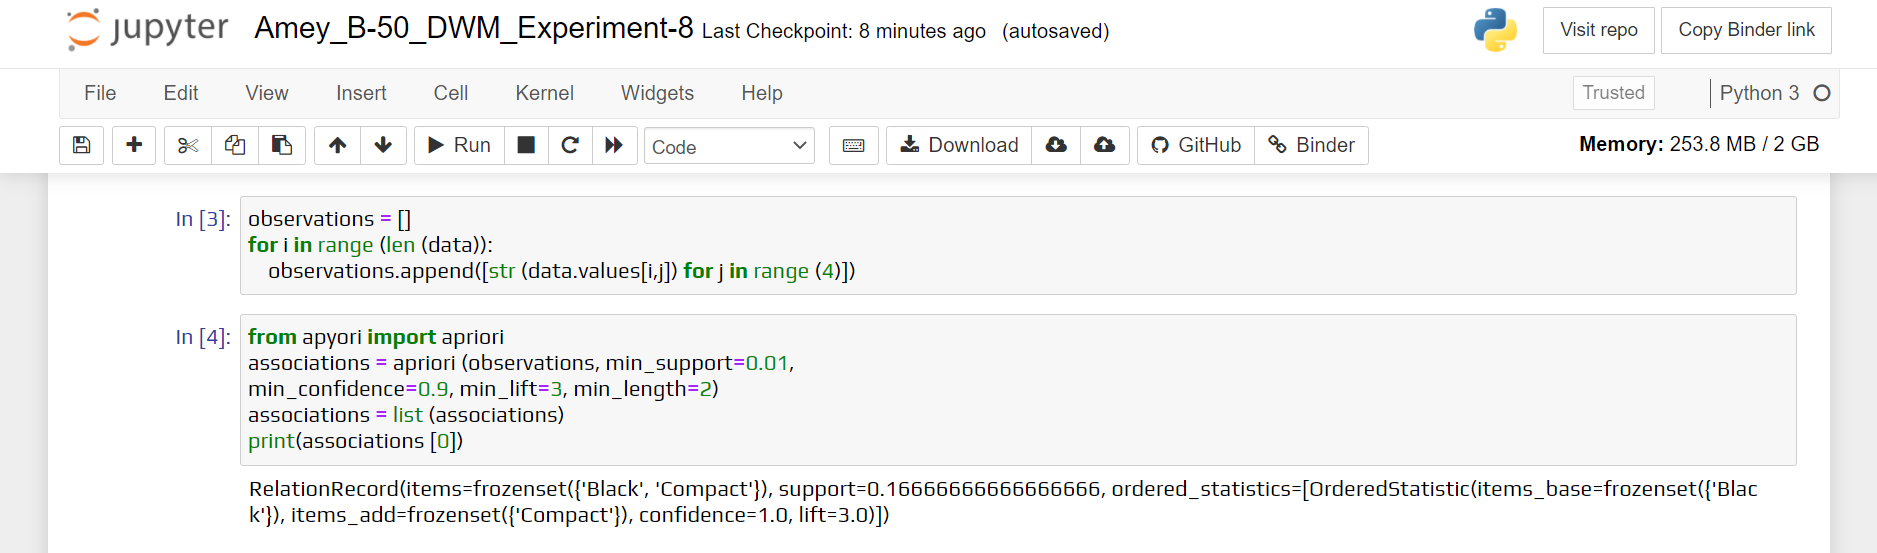 jupyter Amey_B-50_DWM_Experiment-8 Last Checkpoint: 8 minutes ago (autosaved) Visit repo Copy Binder link
File Edit View Insert Cell Kernel Widgets Help Trusted Python 3
Run Code Download GitHub Binder Memory: 253.8 MB / 2 GB
In [3]: observations = []
for i in range (len (data)):
    observations.append([str (data.values[i,j]) for j in range (4)])
In [4]: from apyori import apriori
associations = apriori (observations, min_support=0.01,
min_confidence=0.9, min_lift=3, min_length=2)
associations = list (associations)
print(associations [0])
RelationRecord(items=frozenset({'Black', 'Compact'}), support=0.16666666666666666, ordered_statistics=[OrderedStatistic(items_base=frozenset({'Blac
k'}), items_add=frozenset({'Compact'}), confidence=1.0, lift=3.0)])